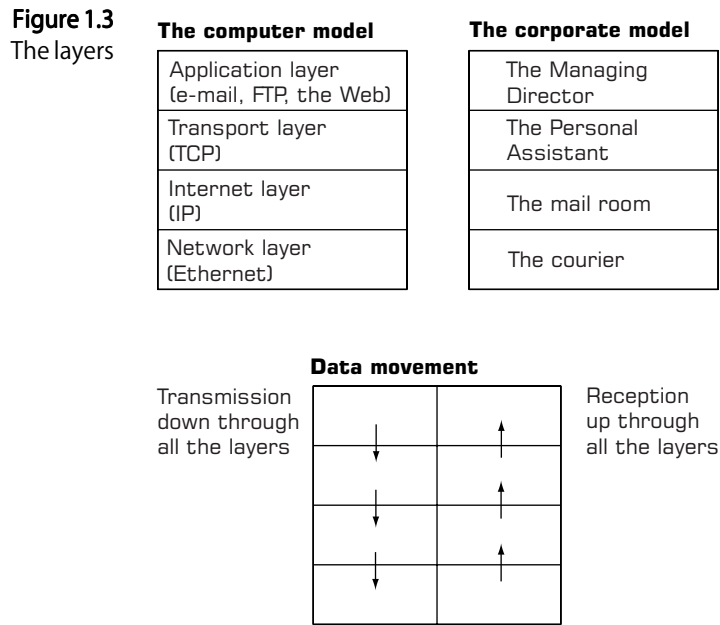 Figure 1.3
The layers
The computer model
Application layer
(e-mail, FTP, the Web)
Transport layer
(TCP)
Internet layer
(IP)
Network layer
(Ethernet)
The corporate model
The Managing
Director
The Personal
Assistant
The mail room
The courier
Data movement
Transmission
down through
all the layers
Reception
up through
all the layers